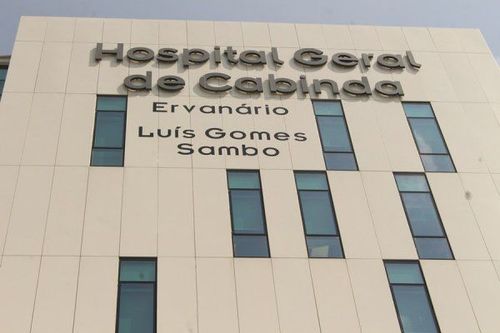 Hospital Geral
de Cabinda
Ervanário
Luís Gomes
Sambo